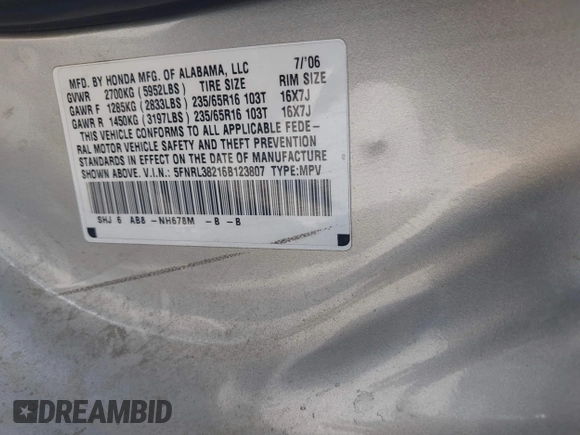 MFD. BY HONDA MFG. OF ALABAMA, LLC 7/'06
GVWR 2700KG (5952LBS) TIRE SIZE RIM SIZE
GAWR F 1285KG (2833LBS) 235/65R16 103T 16X7J
GAWR R 1450KG (3197LBS) 235/65R16 103T 16X7J
THIS VEHICLE CONFORMS TO ALL APPLICABLE FEDE-
RAL MOTOR VEHICLE SAFETY AND THEFT PREVENTION
STANDARDS IN EFFECT ON THE DATE OF MANUFACTURE
SHOWN ABOVE. V.I.N.: 5FNRL38216B123807 TYPE:MPV
SHJ 6 AB8 -NH678M -B -B
DREAMBID